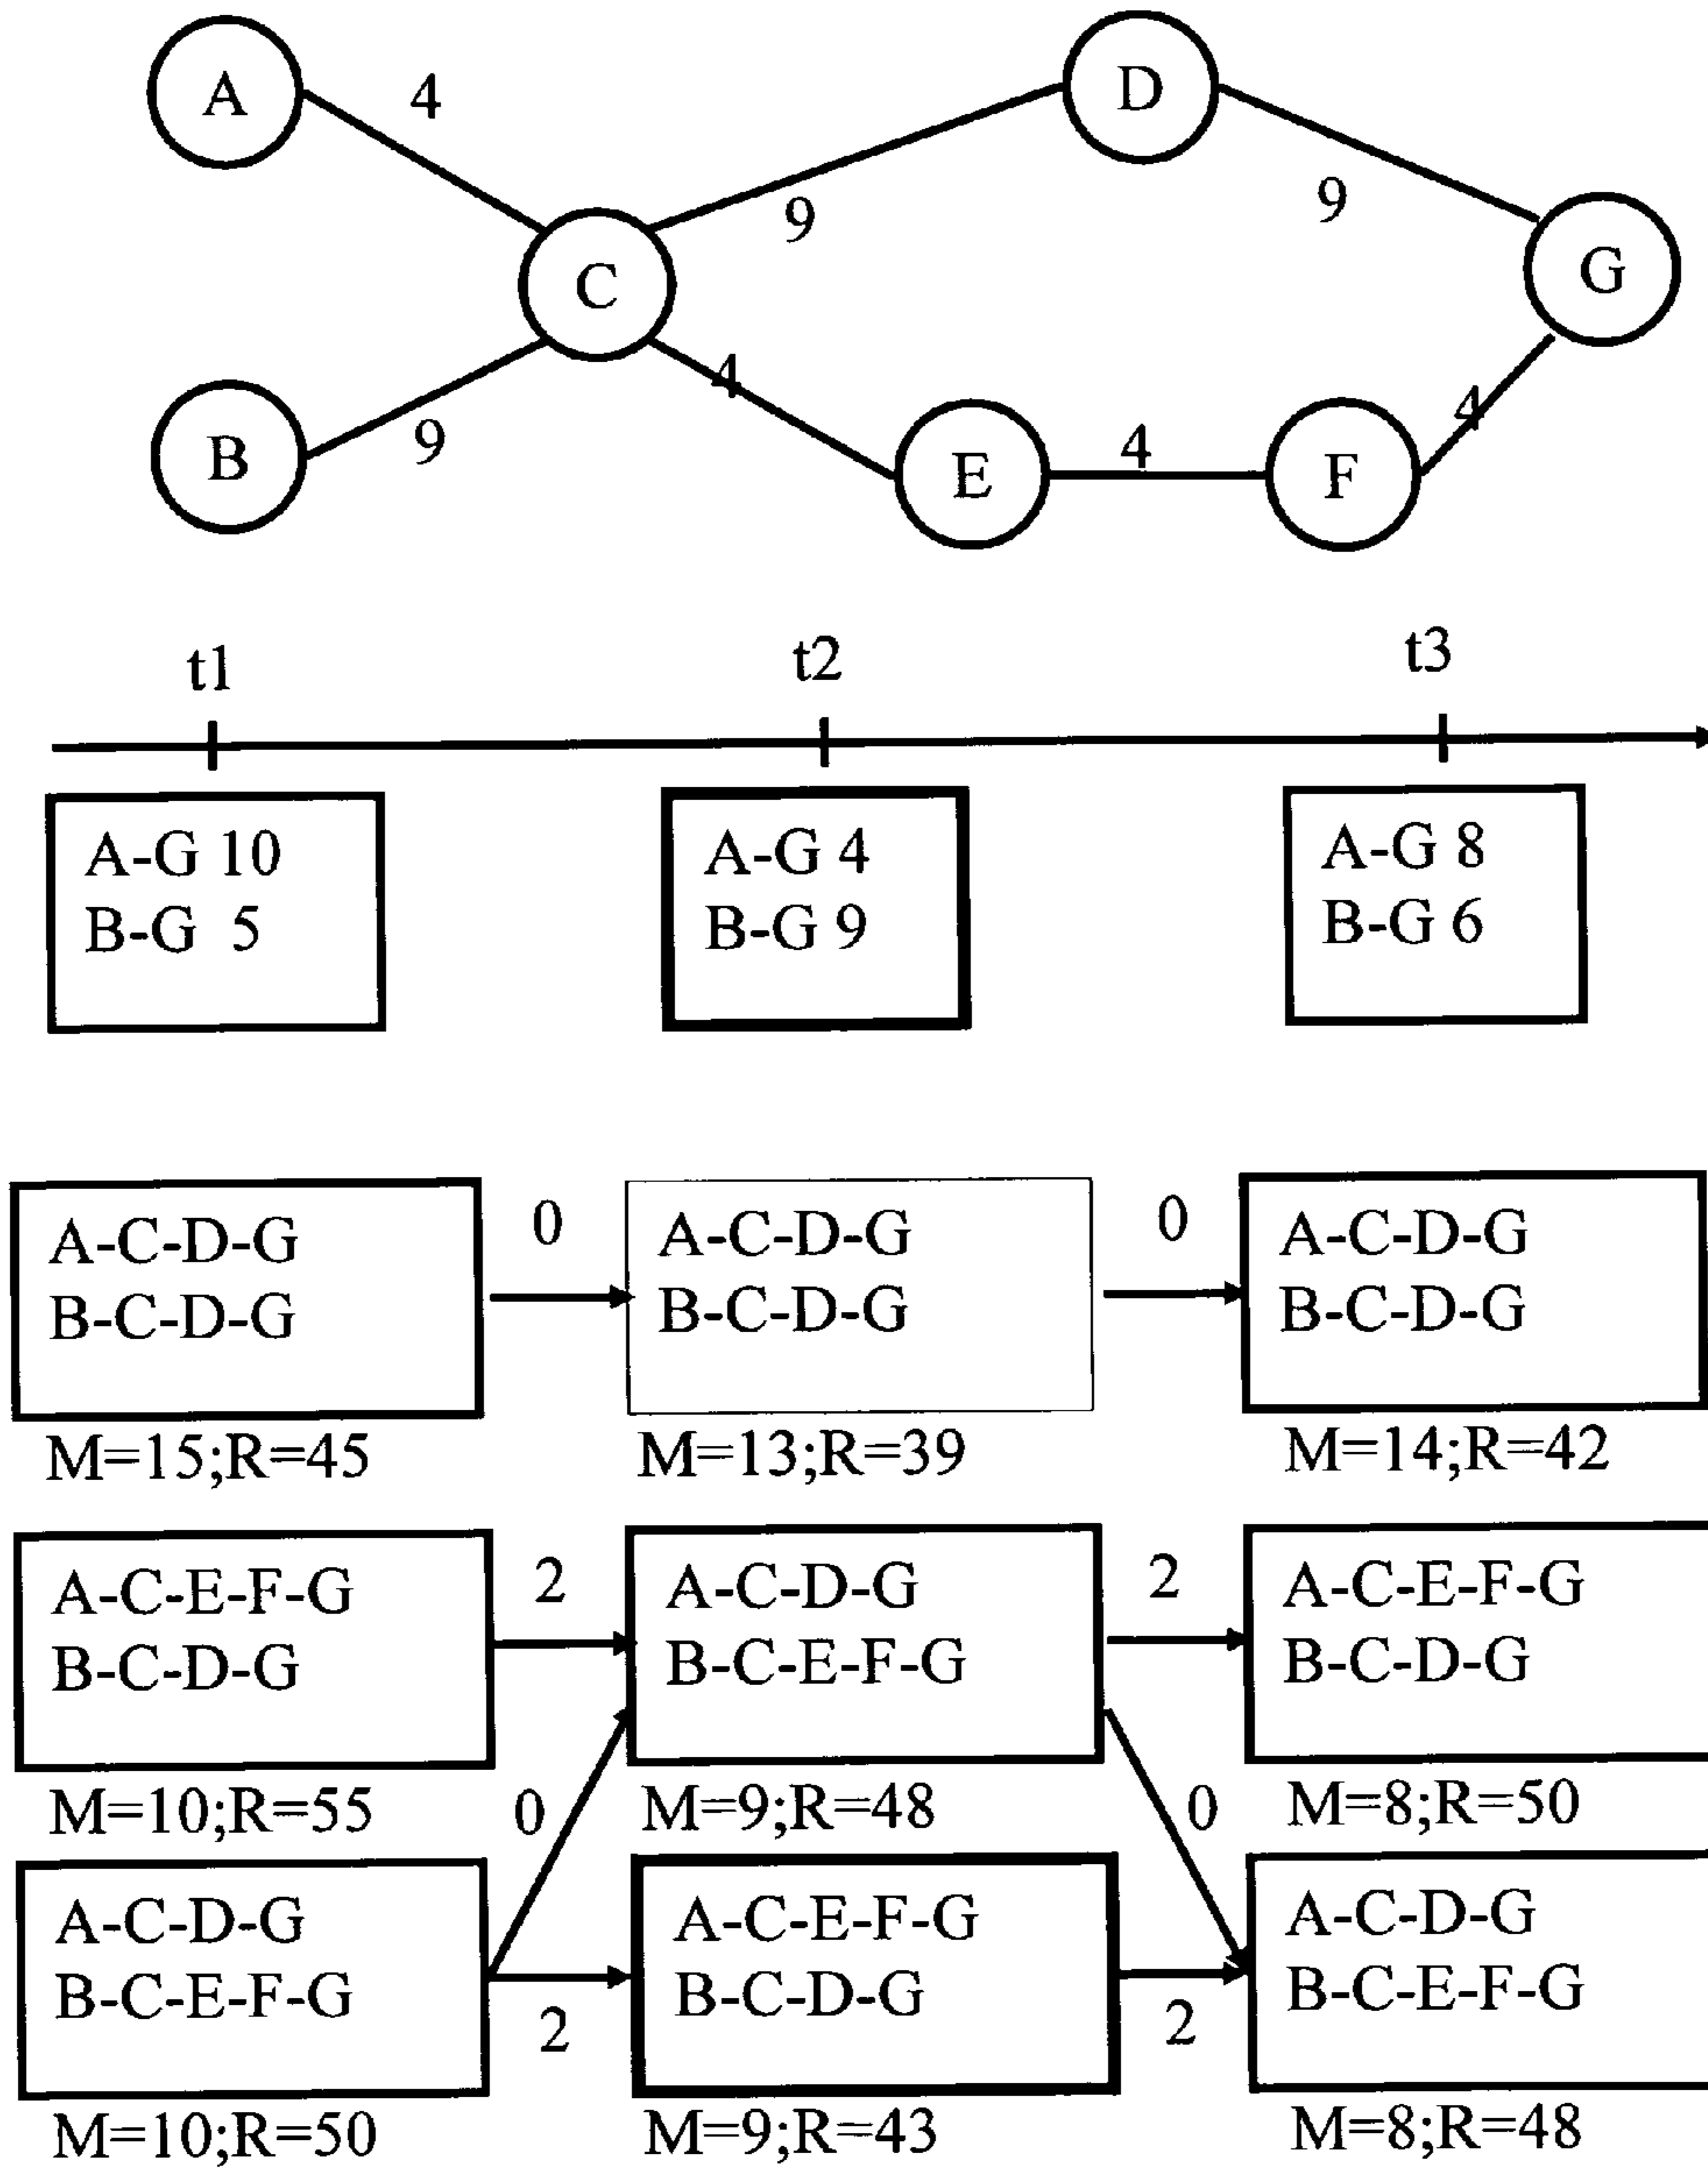 A
4
D
9
9
C
G
B
9
4
E
4
F
4
t1
t2
t3
A-G 10
B-G 5
A-G 4
B-G 9
A-G 8
B-G 6
A-C-D-G
B-C-D-G
M=15;R=45
0
A-C-D-G
B-C-D-G
M=13;R=39
0
A-C-D-G
B-C-D-G
M=14;R=42
A-C-E-F-G
B-C-D-G
M=10;R=55
2
0
A-C-D-G
B-C-E-F-G
M=9;R=48
2
0
A-C-E-F-G
B-C-D-G
M=8;R=50
A-C-D-G
B-C-E-F-G
M=10;R=50
2
A-C-E-F-G
B-C-D-G
M=9;R=43
2
A-C-D-G
B-C-E-F-G
M=8;R=48